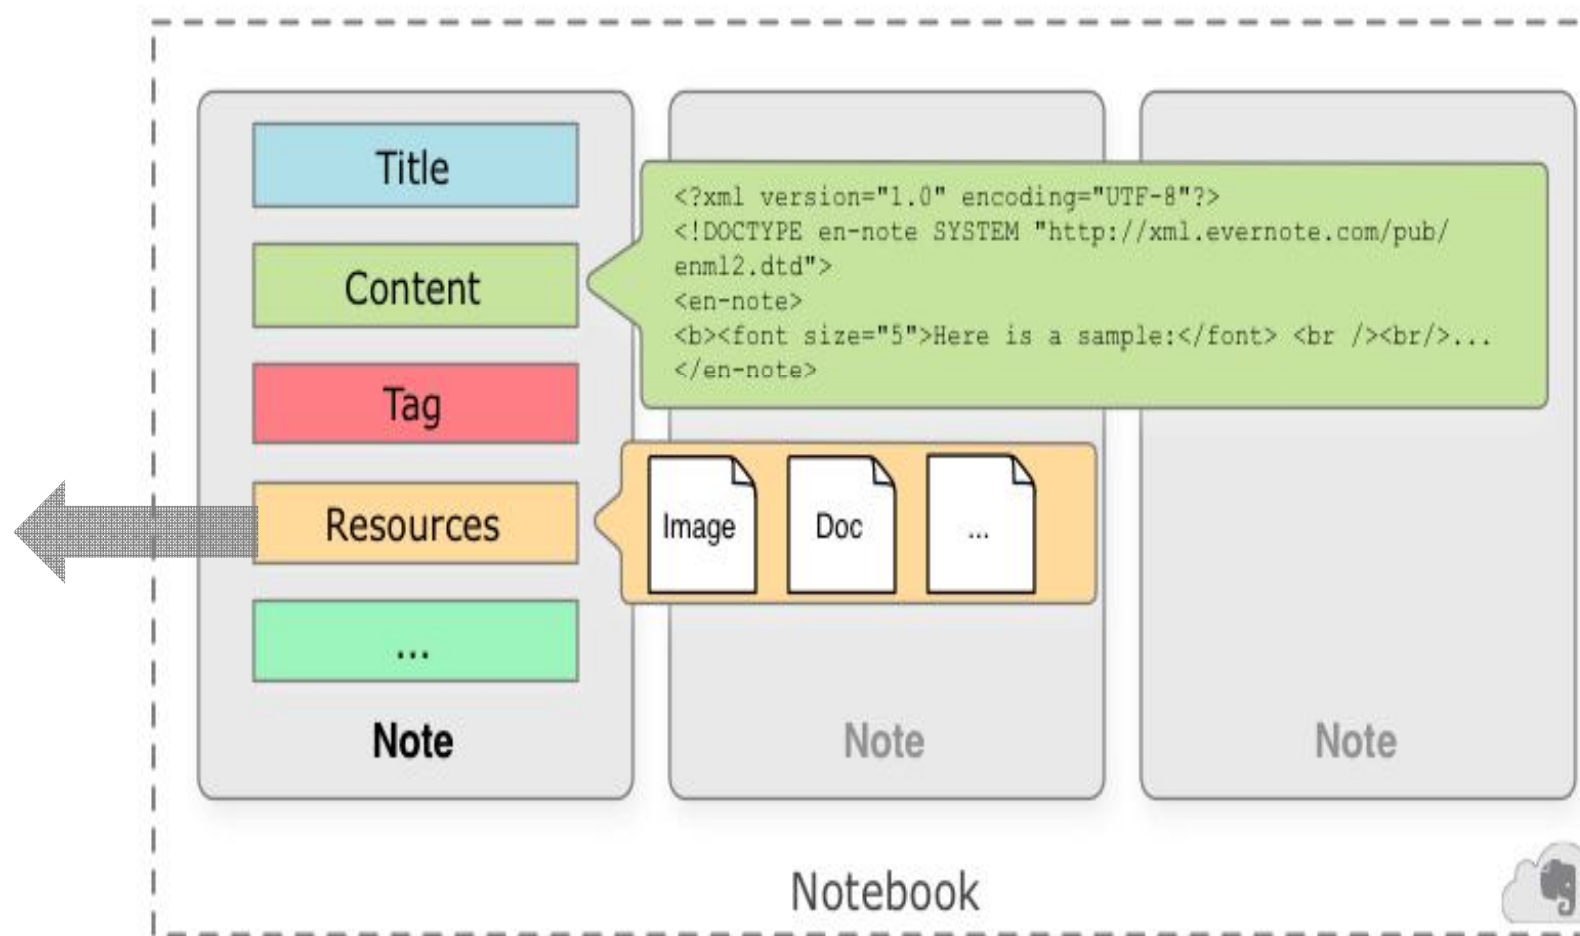 Title
Content
Tag
Resources
...
Note
<?xml version="1.0" encoding="UTF-8"?>
<!DOCTYPE en-note SYSTEM "http://xml.evernote.com/pub/
enml2.dtd">
<en-note>
<b><font size="5">Here is a sample:</font> <br /><br/>...
</en-note>
Image
Doc
...
Note
Note
Notebook